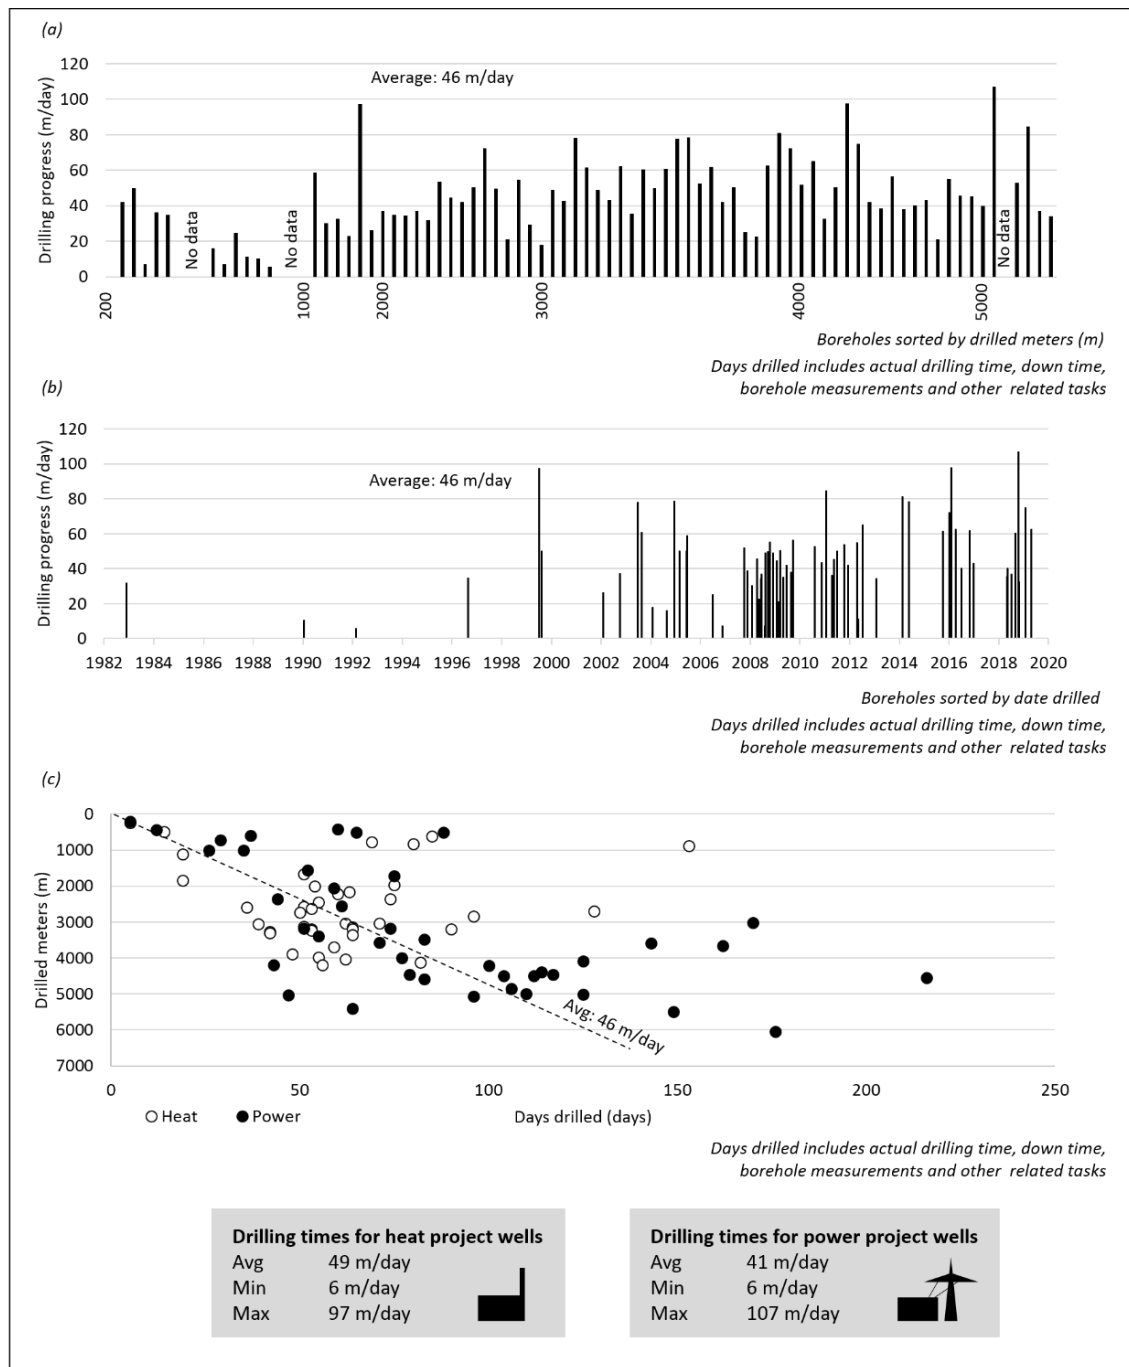 (a)
120
100
80
60
40
20
0
Drilling progress (m/day)
Average: 46 m/day
No data
No data
No data
200
1000
2000
3000
4000
5000
Boreholes sorted by drilled meters (m)
Days drilled includes actual drilling time, down time,
borehole measurements and other related tasks
(b)
120
100
80
60
40
20
0
Drilling progress (m/day)
Average: 46 m/day
1982 1984 1986 1988 1990 1992 1994 1996 1998 2000 2002 2004 2006 2008 2010 2012 2014 2016 2018 2020
Boreholes sorted by date drilled
Days drilled includes actual drilling time, down time,
borehole measurements and other related tasks
(c)
0
1000
2000
3000
4000
5000
6000
7000
Drilled meters (m)
Avg: 46 m/day
0 50 100 150 200 250
Heat Power Days drilled (days)
Days drilled includes actual drilling time, down time,
borehole measurements and other related tasks
Drilling times for heat project wells
Avg 49 m/day
Min 6 m/day
Max 97 m/day
Drilling times for power project wells
Avg 41 m/day
Min 6 m/day
Max 107 m/day